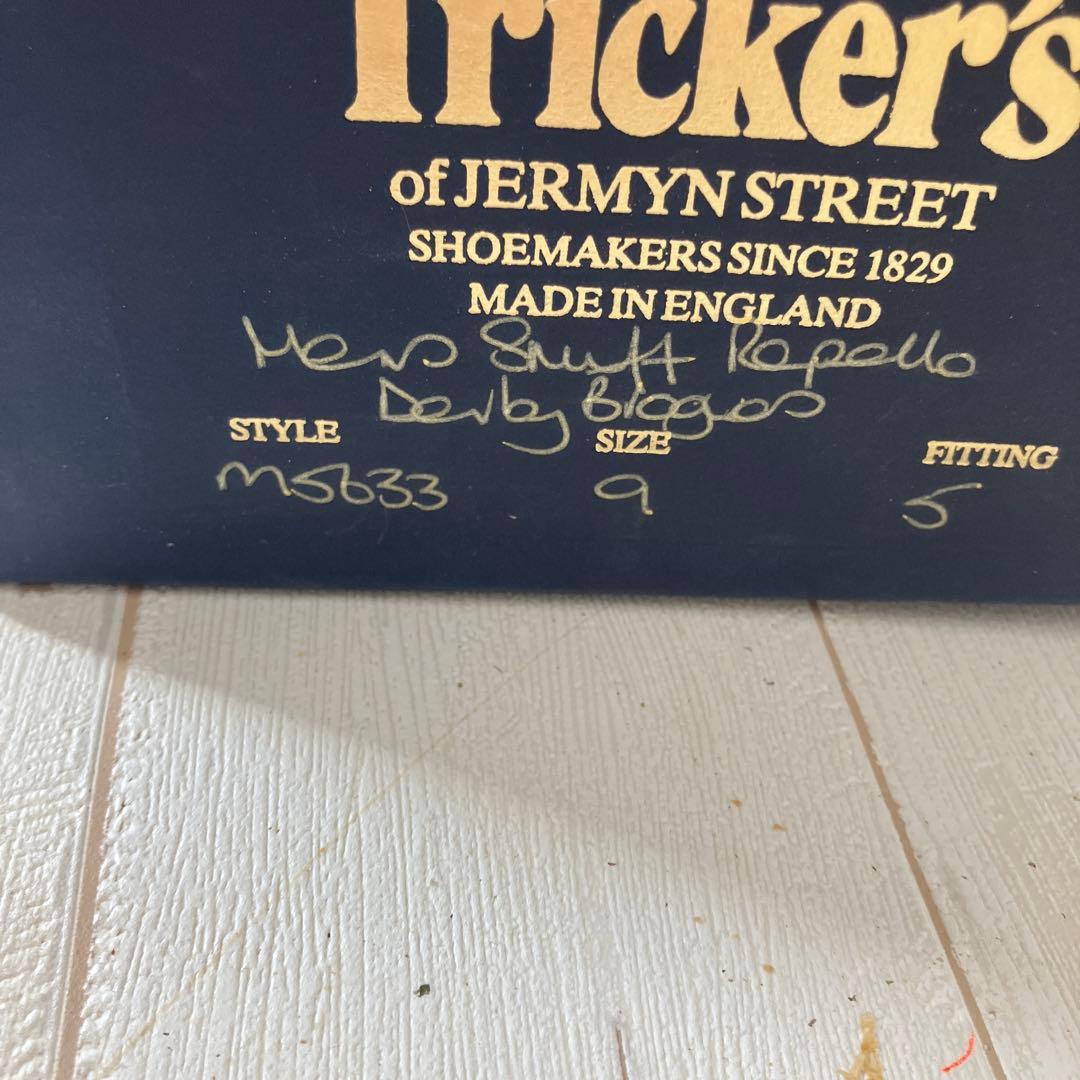 Tricker's
of JERMYN STREET
SHOEMAKERS SINCE 1829
MADE IN ENGLAND
Mens Snuff Repello
Derby Brogues
STYLE SIZE FITTING
M5633 9 5